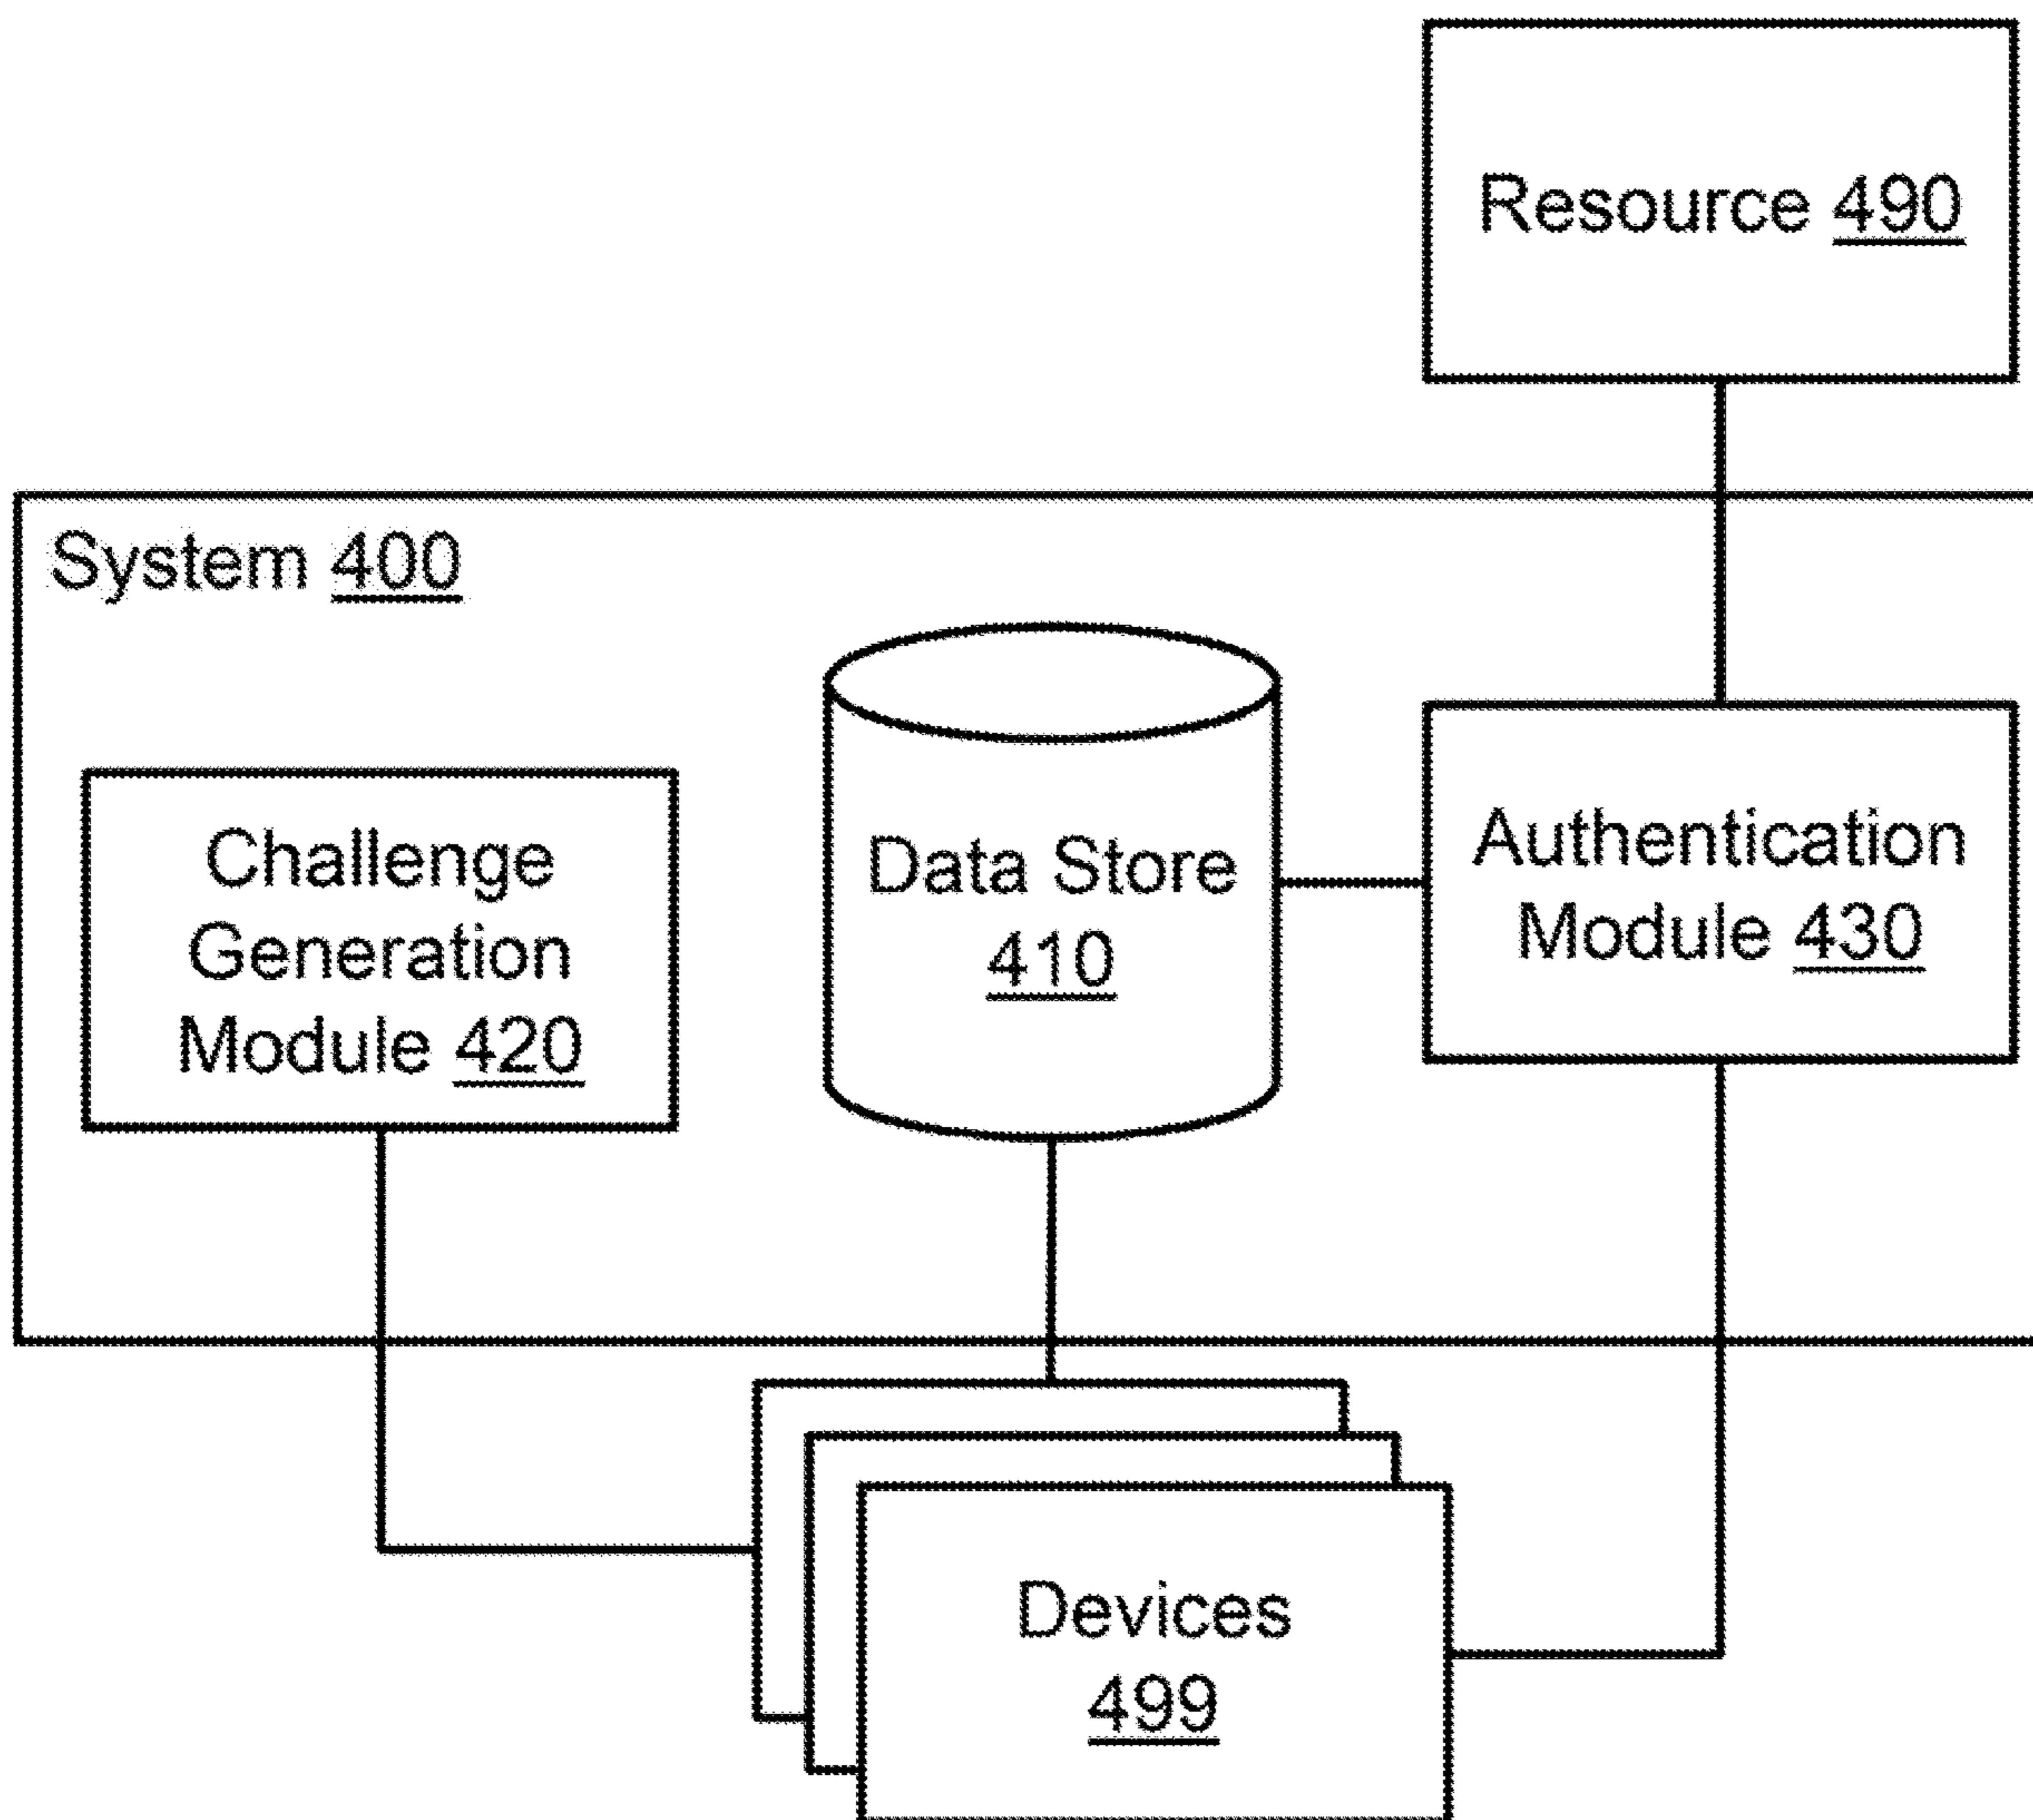 Resource 490
System 400
Challenge
Generation
Module 420
Data Store
410
Authentication
Module 430
Devices
499